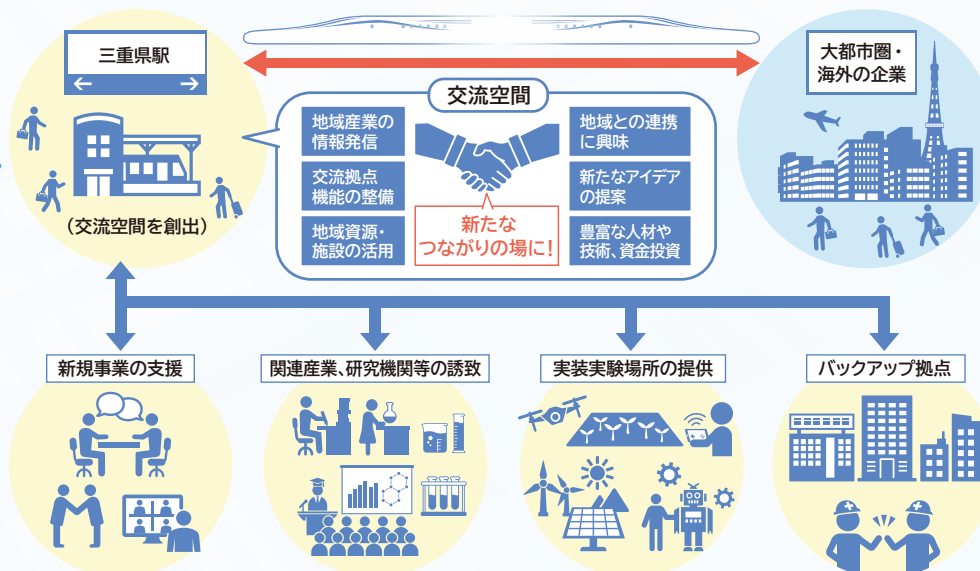 三重県駅
(交流空間を創出)
大都市圏・
海外の企業
交流空間
地域産業の
情報発信
交流拠点
機能の整備
地域資源・
施設の活用
新たな
つながりの場に!
地域との連携
に興味
新たなアイデア
の提案
豊富な人材や
技術、資金投資
新規事業の支援
関連産業、研究機関等の誘致
実装実験場所の提供
バックアップ拠点